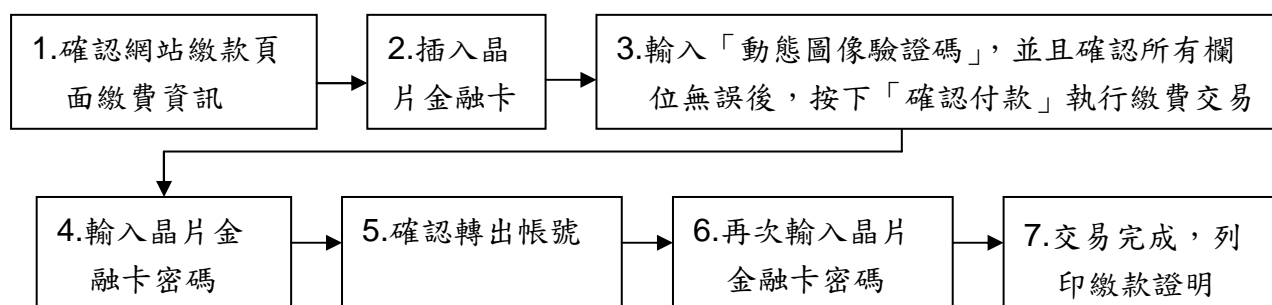 1.確認網站繳款頁
面繳費資訊
2.插入晶
片金融卡
3.輸入「動態圖像驗證碼」，並且確認所有欄
位無誤後，按下「確認付款」執行繳費交易
4.輸入晶片金
融卡密碼
5.確認轉出帳號
6.再次輸入晶片
金融卡密碼
7.交易完成，列
印繳款證明